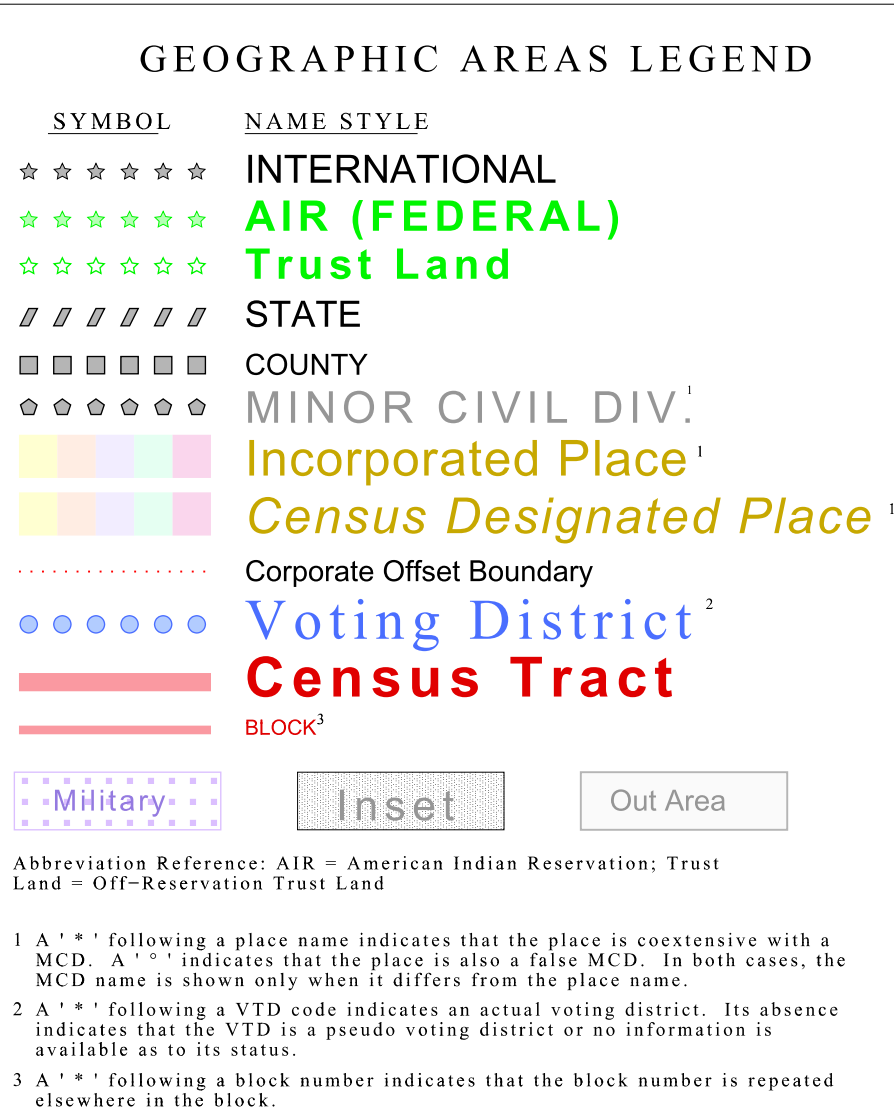 GEOGRAPHIC AREAS LEGEND
SYMBOL NAME STYLE
INTERNATIONAL
AIR (FEDERAL)
Trust Land
STATE
COUNTY
MINOR CIVIL DIV. 1
Incorporated Place 1
Census Designated Place 1
Corporate Offset Boundary
Voting District 2
Census Tract
BLOCK 3
Military Inset Out Area
Abbreviation Reference: AIR = American Indian Reservation; Trust
Land = Off−Reservation Trust Land
1 A ' * ' following a place name indicates that the place is coextensive with a
MCD. A ' ° ' indicates that the place is also a false MCD. In both cases, the
MCD name is shown only when it differs from the place name.
2 A ' * ' following a VTD code indicates an actual voting district. Its absence
indicates that the VTD is a pseudo voting district or no information is
available as to its status.
3 A ' * ' following a block number indicates that the block number is repeated
elsewhere in the block.